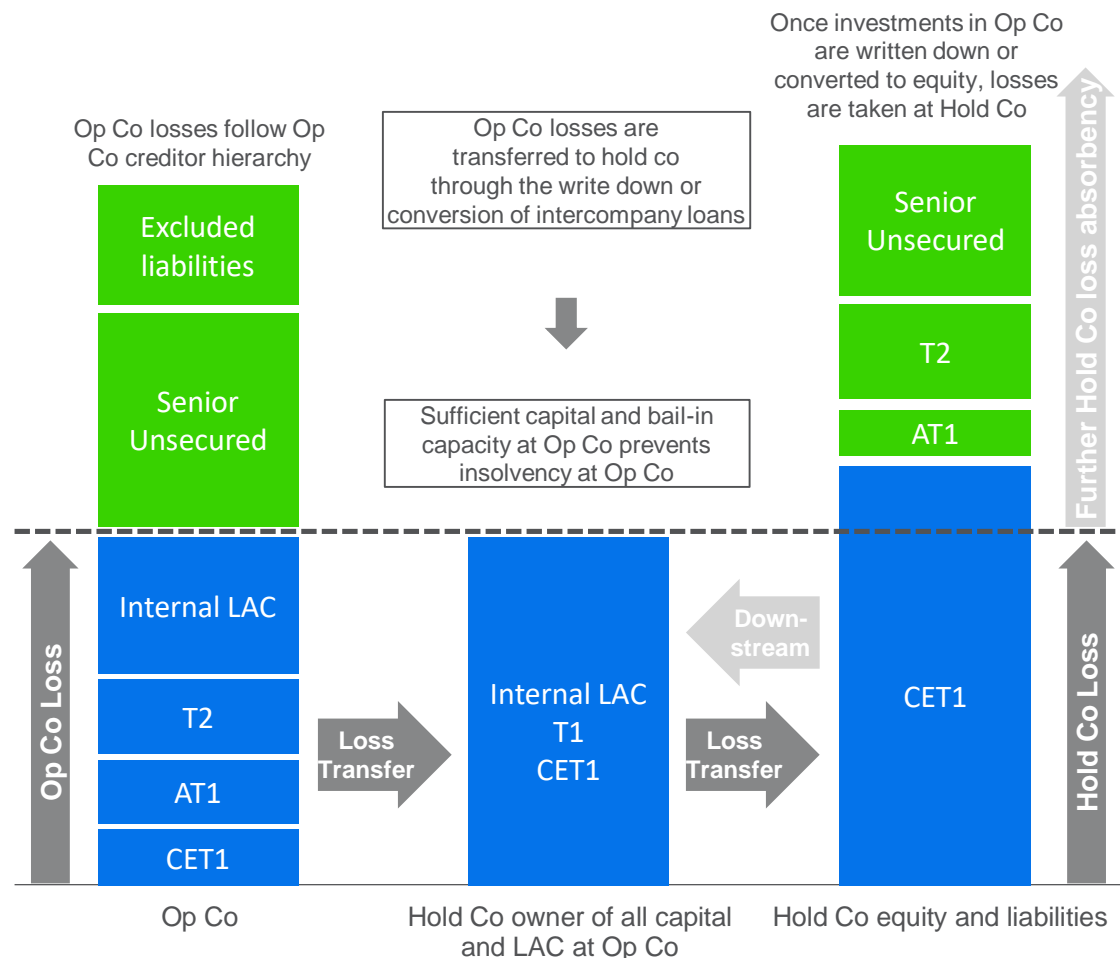 Op Co losses follow Op
Co creditor hierarchy
Excluded
liabilities
Senior
Unsecured
Internal LAC
T2
AT1
CET1
Op Co Loss
Op Co
Op Co losses are
transferred to hold co
through the write down or
conversion of intercompany loans
Sufficient capital and bail-in
capacity at Op Co prevents
insolvency at Op Co
Loss
Transfer
Internal LAC
T1
CET1
Hold Co owner of all capital
and LAC at Op Co
Down-
stream
Loss
Transfer
Once investments in Op Co
are written down or
converted to equity, losses
are taken at Hold Co
Senior
Unsecured
T2
AT1
CET1
Hold Co equity and liabilities
Further Hold Co loss absorbency
Hold Co Loss